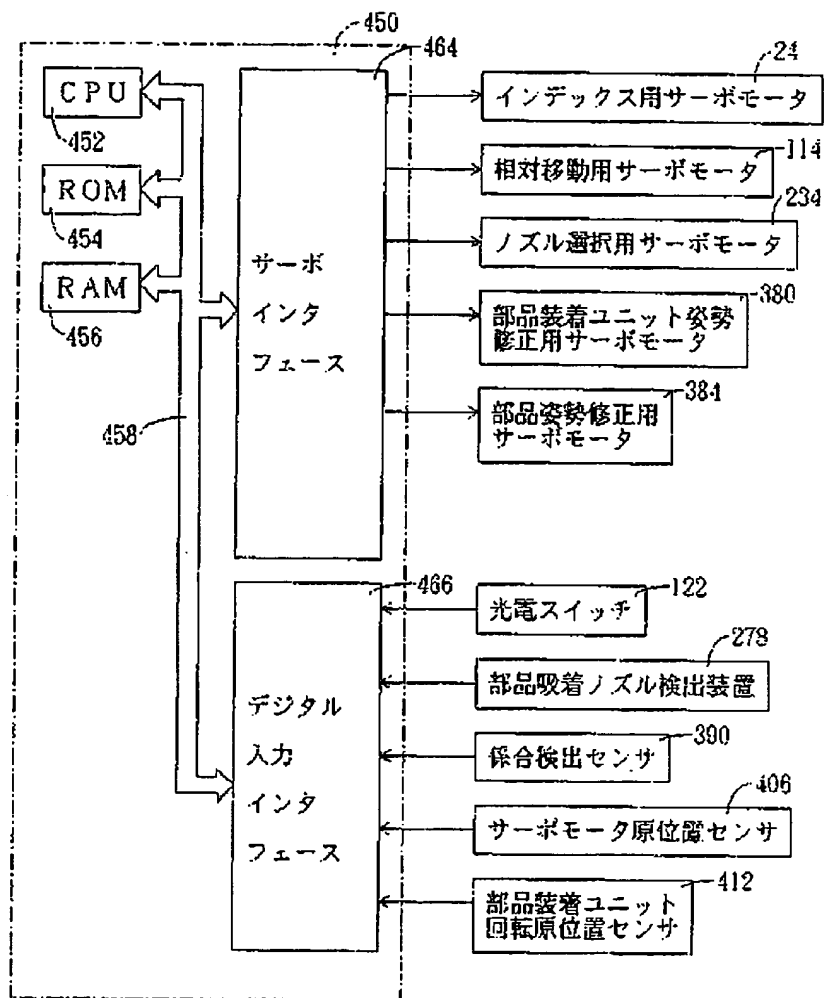 450
464
CPU
452
ROM
454
RAM
456
458
サーボ
インタ
フェース
24
インデックス用サーボモータ
114
相対移動用サーボモータ
234
ノズル選択用サーボモータ
380
部品装着ユニット姿勢
修正用サーボモータ
384
部品姿勢修正用
サーボモータ
466
デジタル
入力
インタ
フェース
122
光電スイッチ
278
部品吸着ノズル検出装置
390
係合検出センサ
406
サーボモータ原位置センサ
412
部品装着ユニット
回転原位置センサ